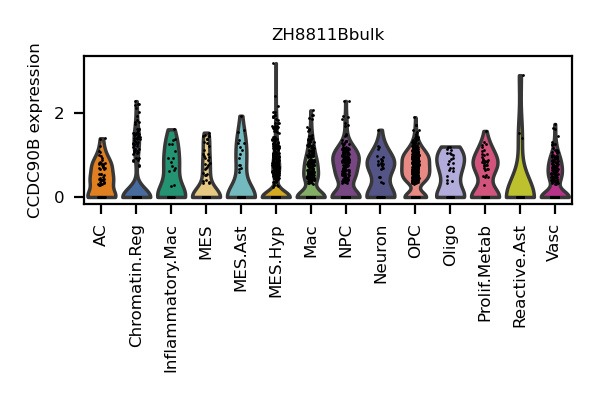 ZH8811Bbulk
CCDC90B expression
2
0
AC
Chromatin.Reg
Inflammatory.Mac
MES
MES.Ast
MES.Hyp
Mac
NPC
Neuron
OPC
Oligo
Prolif.Metab
Reactive.Ast
Vasc